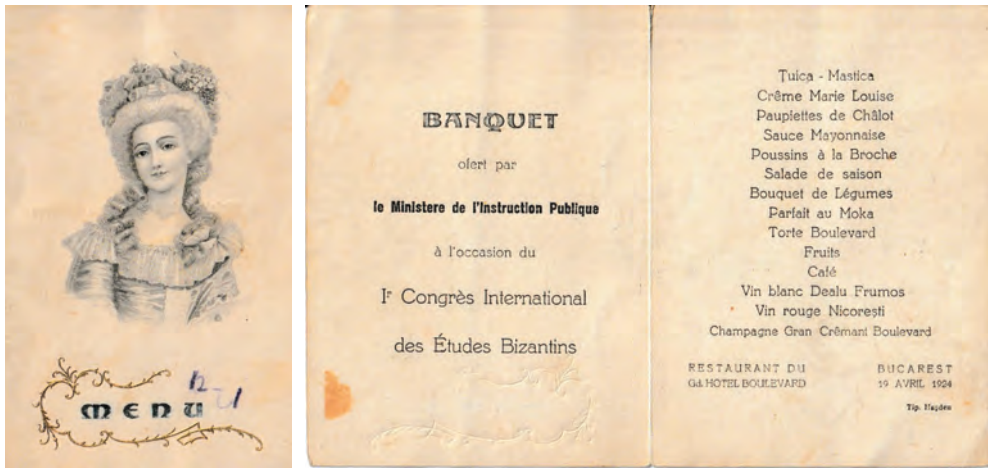 MENU
12-21
BANQUET
ofert par
le Ministere de l'Instruction Publique
à l'occasion du
Iʳ Congrès International
des Études Bizantins
Tuica - Mastica
Crême Marie Louise
Paupiettes de Châlot
Sauce Mayonnaise
Poussins à la Broche
Salade de saison
Bouquet de Légumes
Parfait au Moka
Torte Boulevard
Fruits
Café
Vin blanc Dealu Frumos
Vin rouge Nicorești
Champagne Gran Crêmant Boulevard
RESTAURANT DU
Gd. HOTEL BOULEVARD
BUCAREST
19 AVRIL 1924
Tip.